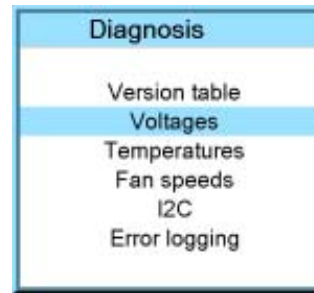 Diagnosis
Version table
Voltages
Temperatures
Fan speeds
I2C
Error logging